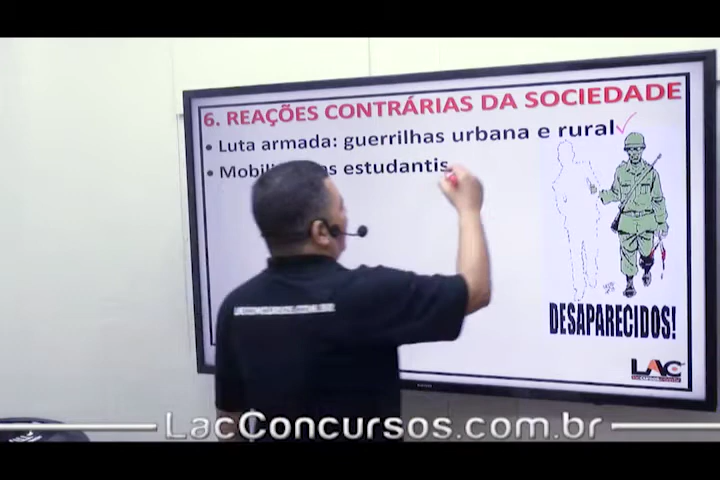 6. REAÇÕES CONTRÁRIAS DA SOCIEDADE
• Luta armada: guerrilhas urbana e rural
• estudantis
DESAPARECIDOS!
LAC
LacConcursos.com.br